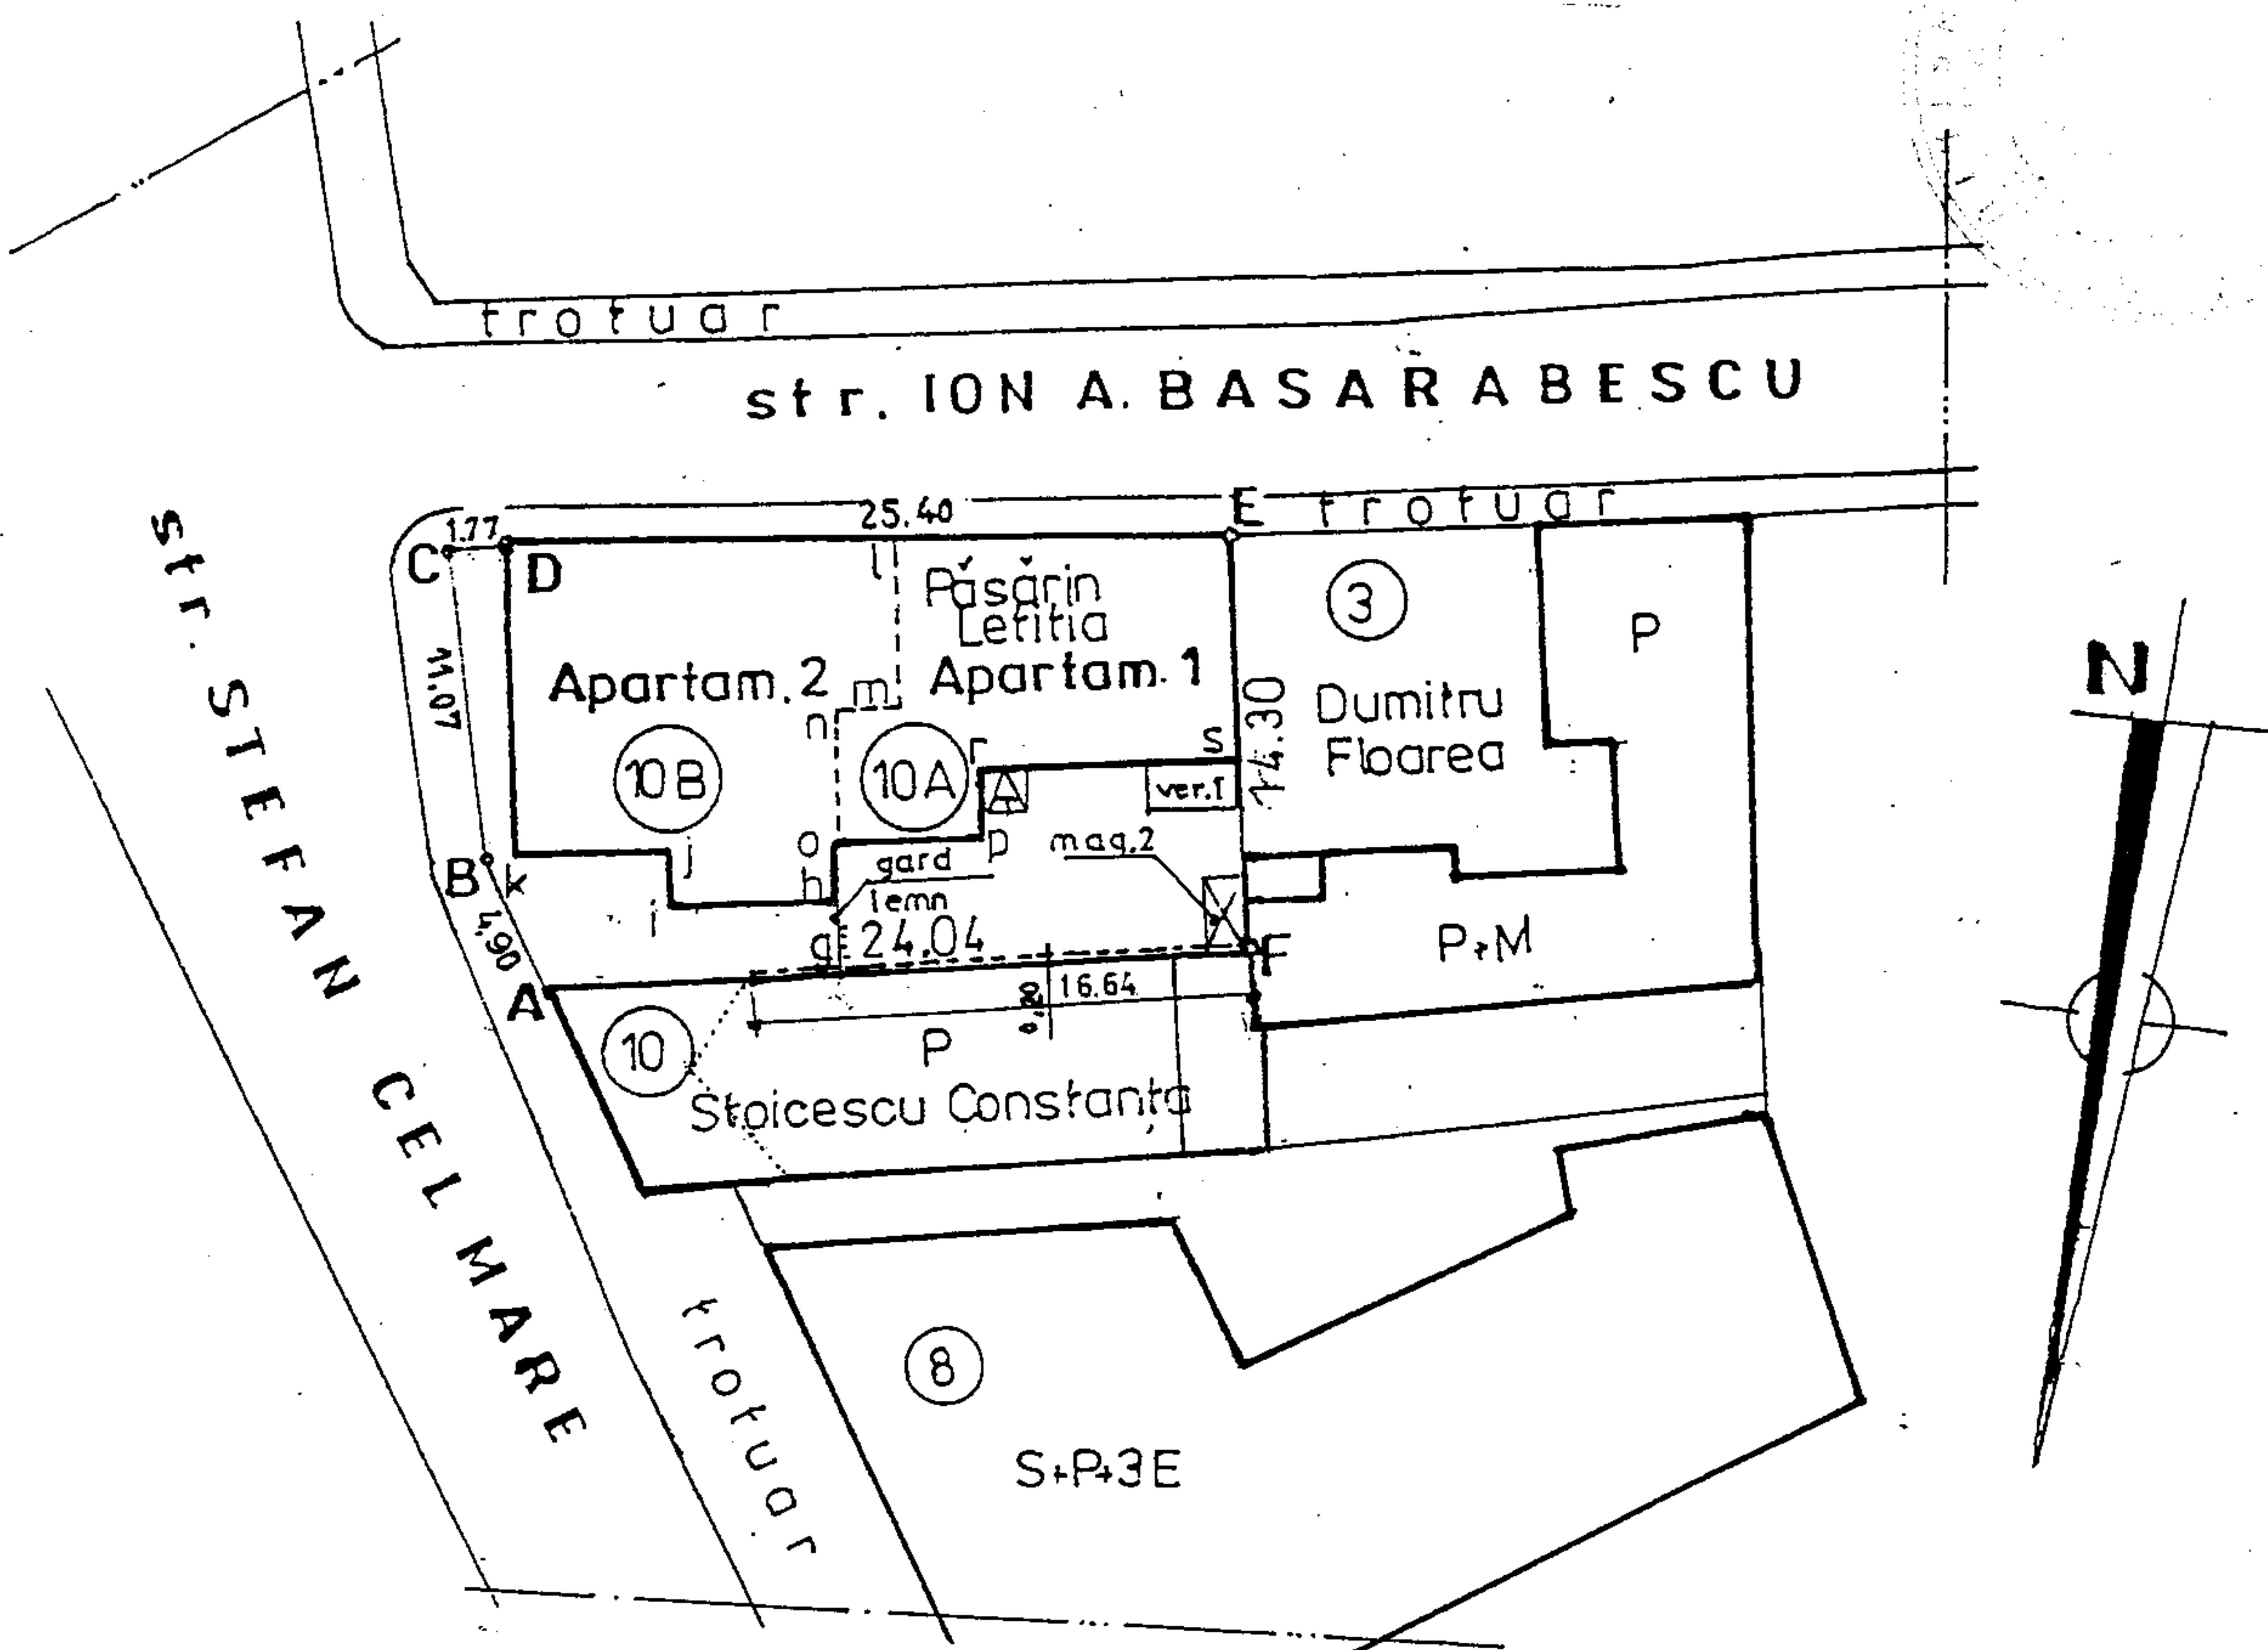 trotuar
str. ION A. BASARABESCU
25.40
E
trotuar
1.77
C
D
l
Păsărin
Letitia
3
P
N
Apartam. 2
m
Apartam. 1
11.07
n
14.30
Dumitru
Floarea
str. STEFAN CEL MARE
r
s
10B
10A
ver. I
j
o
p
mag. 2
B
k
h
gard
lemn
i
4.90
g
24.04
F
P+M
A
16.64
10
P
Stoicescu Constanța
trotuar
8
S+P+3E